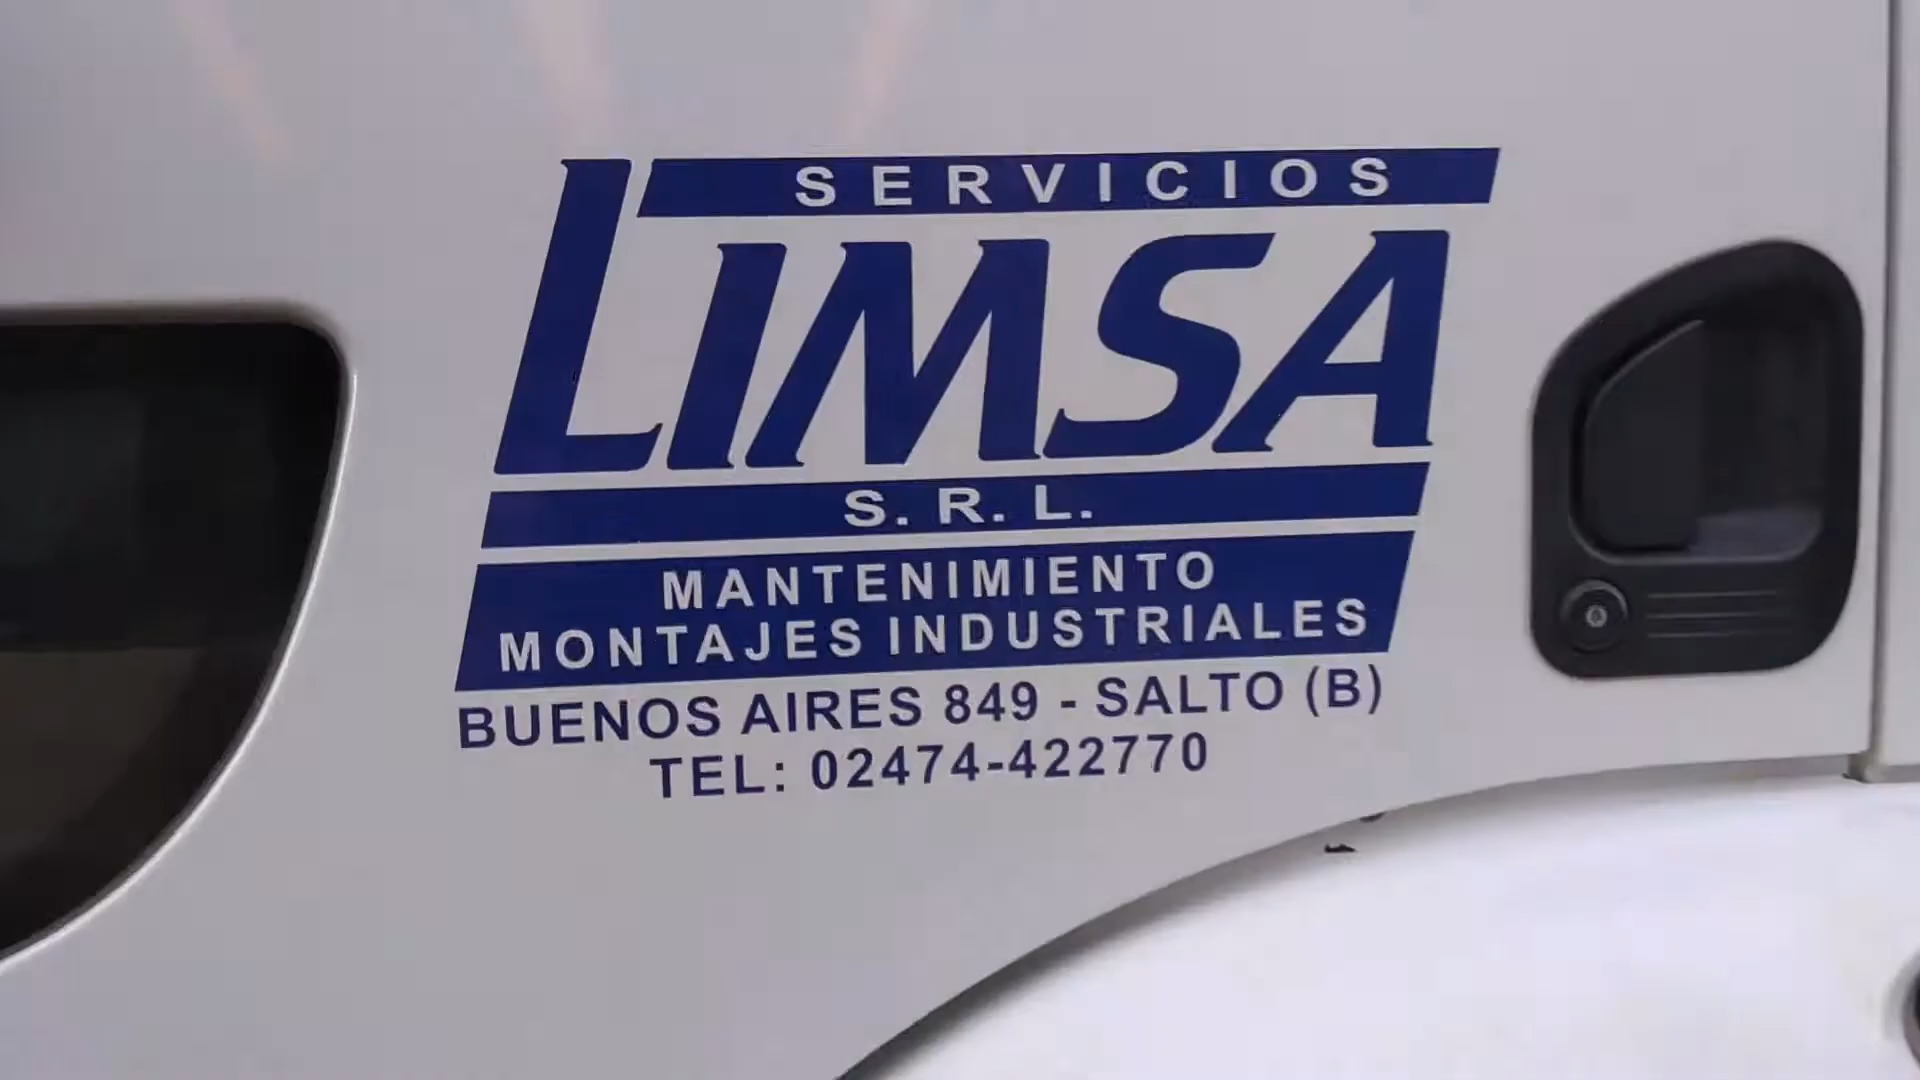 SERVICIOS
LIMSA
S. R. L.
MANTENIMIENTO
MONTAJES INDUSTRIALES
BUENOS AIRES 849 - SALTO (B)
TEL: 02474-422770